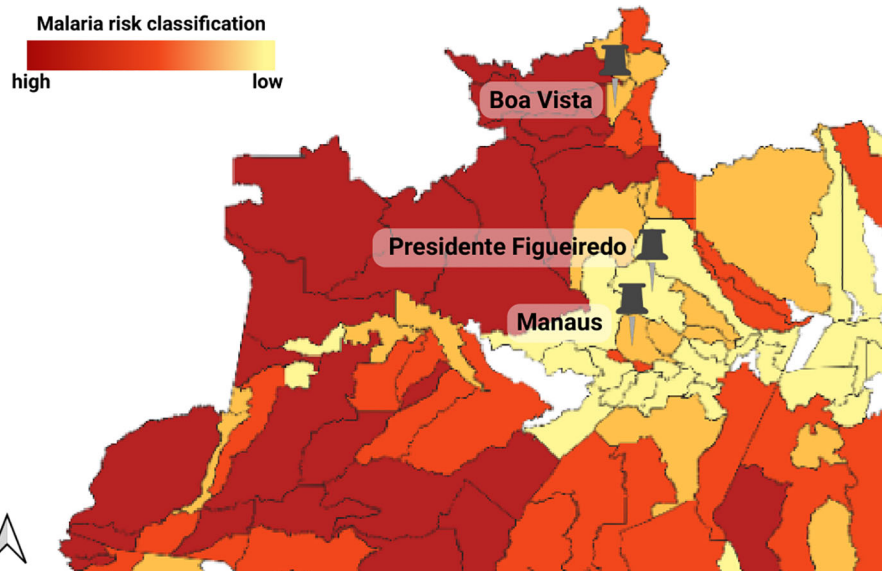 Malaria risk classification
high low
Boa Vista
Presidente Figueiredo
Manaus